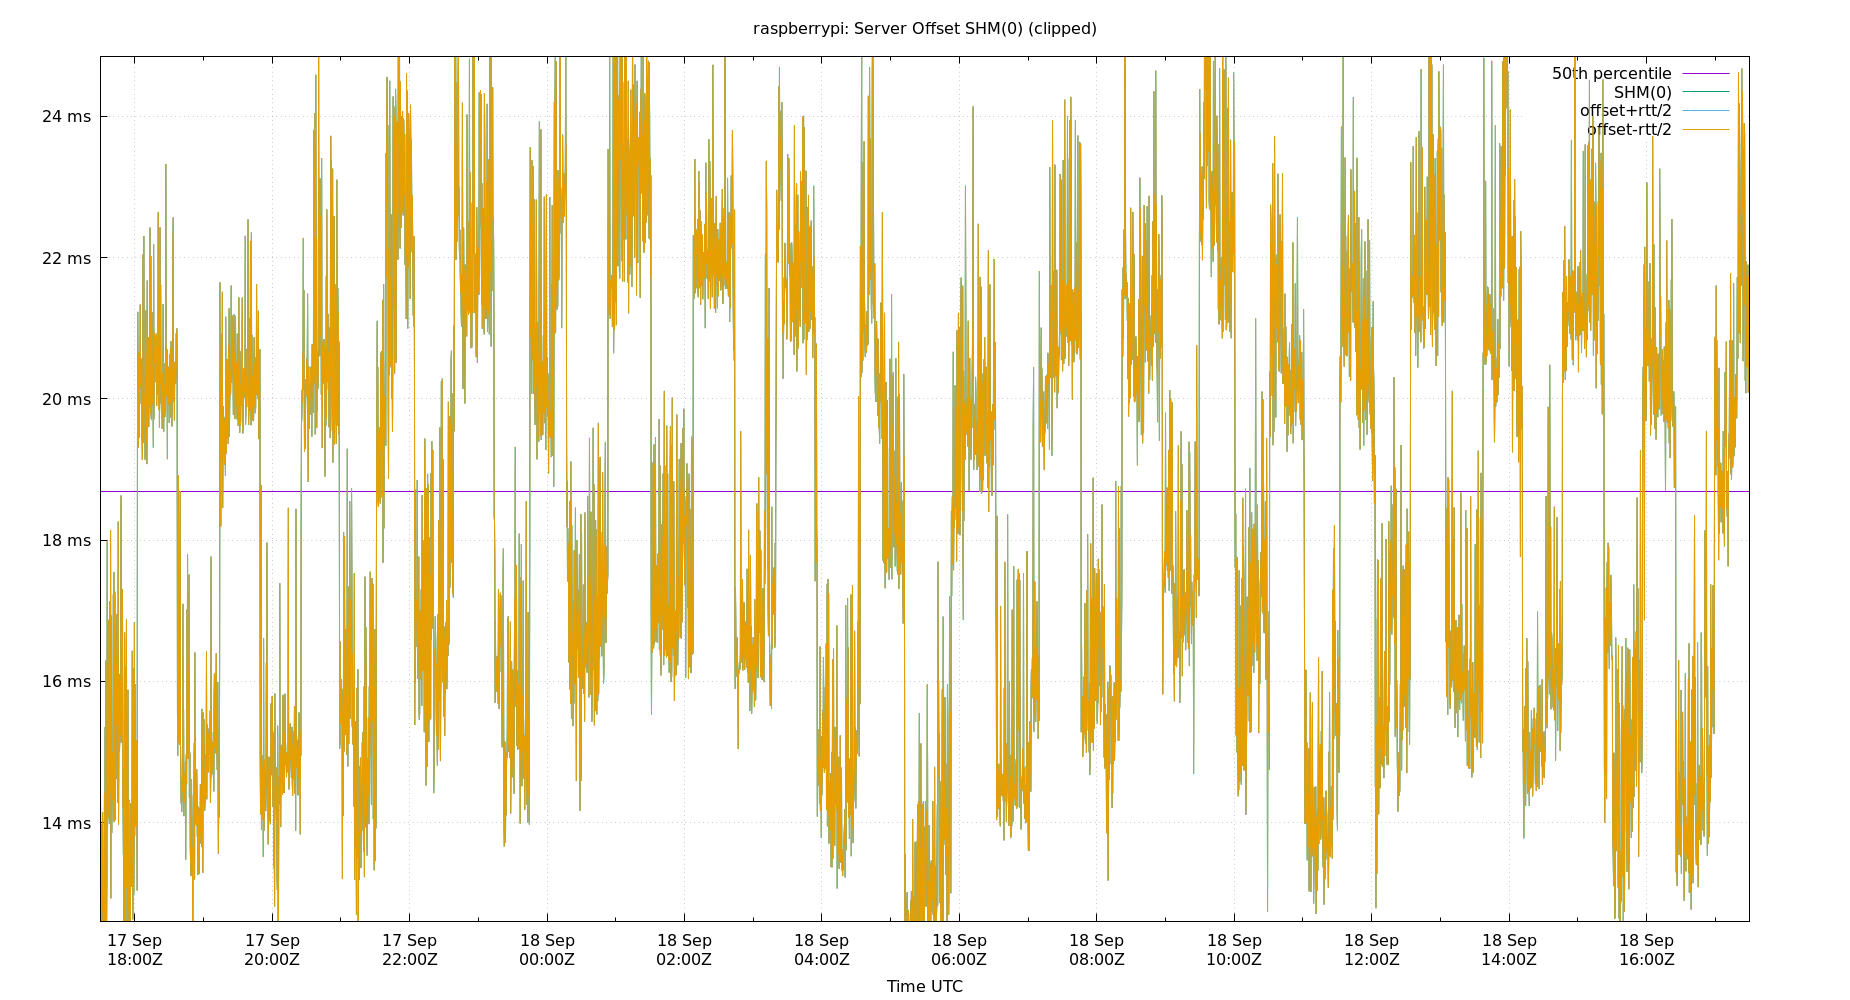 raspberrypi: Server Offset SHM(0) (clipped)
50th percentile
SHM(0)
offset+rtt/2
offset-rtt/2
24 ms
22 ms
20 ms
18 ms
16 ms
14 ms
17 Sep 17 Sep 17 Sep 18 Sep 18 Sep 18 Sep 18 Sep 18 Sep 18 Sep 18 Sep 18 Sep 18 Sep
18:00Z 20:00Z 22:00Z 00:00Z 02:00Z 04:00Z 06:00Z 08:00Z 10:00Z 12:00Z 14:00Z 16:00Z
Time UTC